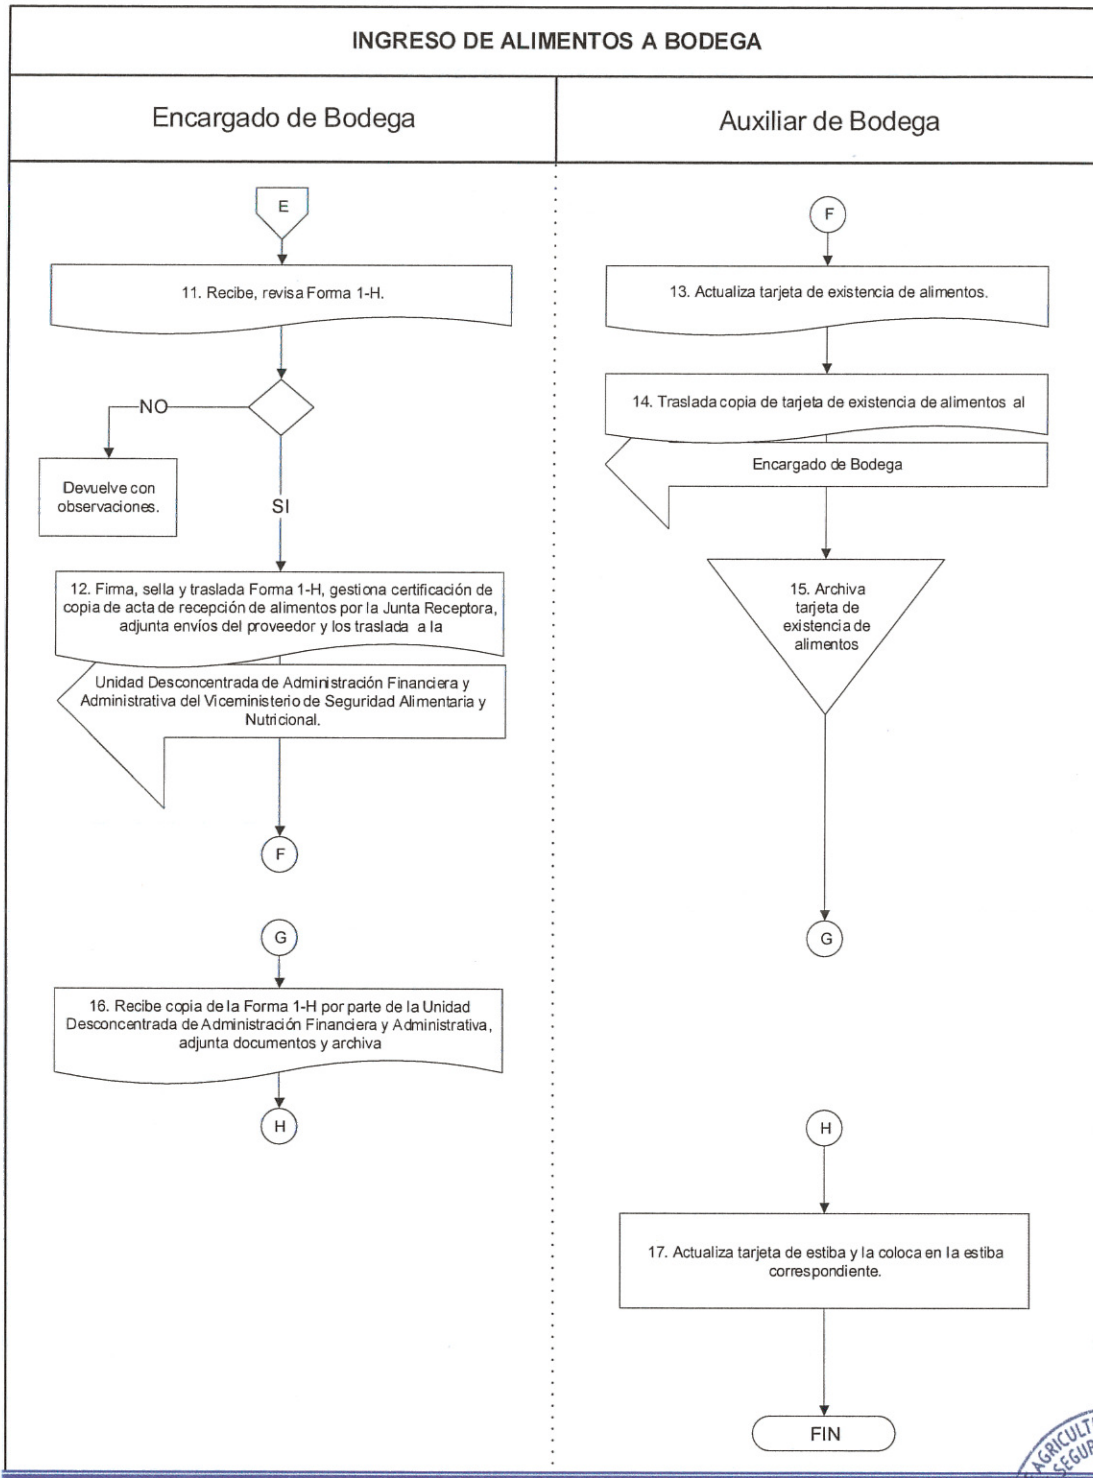 INGRESO DE ALIMENTOS A BODEGA
Encargado de Bodega
Auxiliar de Bodega
E
11. Recibe, revisa Forma 1-H.
NO
Devuelve con
observaciones.
SI
12. Firma, sella y traslada Forma 1-H, gestiona certificación de
copia de acta de recepción de alimentos por la Junta Receptora,
adjunta envíos del proveedor y los traslada a la
Unidad Desconcentrada de Administración Financiera y
Administrativa del Viceministerio de Seguridad Alimentaria y
Nutricional.
F
G
16. Recibe copia de la Forma 1-H por parte de la Unidad
Desconcentrada de Administración Financiera y Administrativa,
adjunta documentos y archiva
H
F
13. Actualiza tarjeta de existencia de alimentos.
14. Traslada copia de tarjeta de existencia de alimentos al
Encargado de Bodega
15. Archiva
tarjeta de
existencia de
alimentos
G
H
17. Actualiza tarjeta de estiba y la coloca en la estiba
correspondiente.
FIN